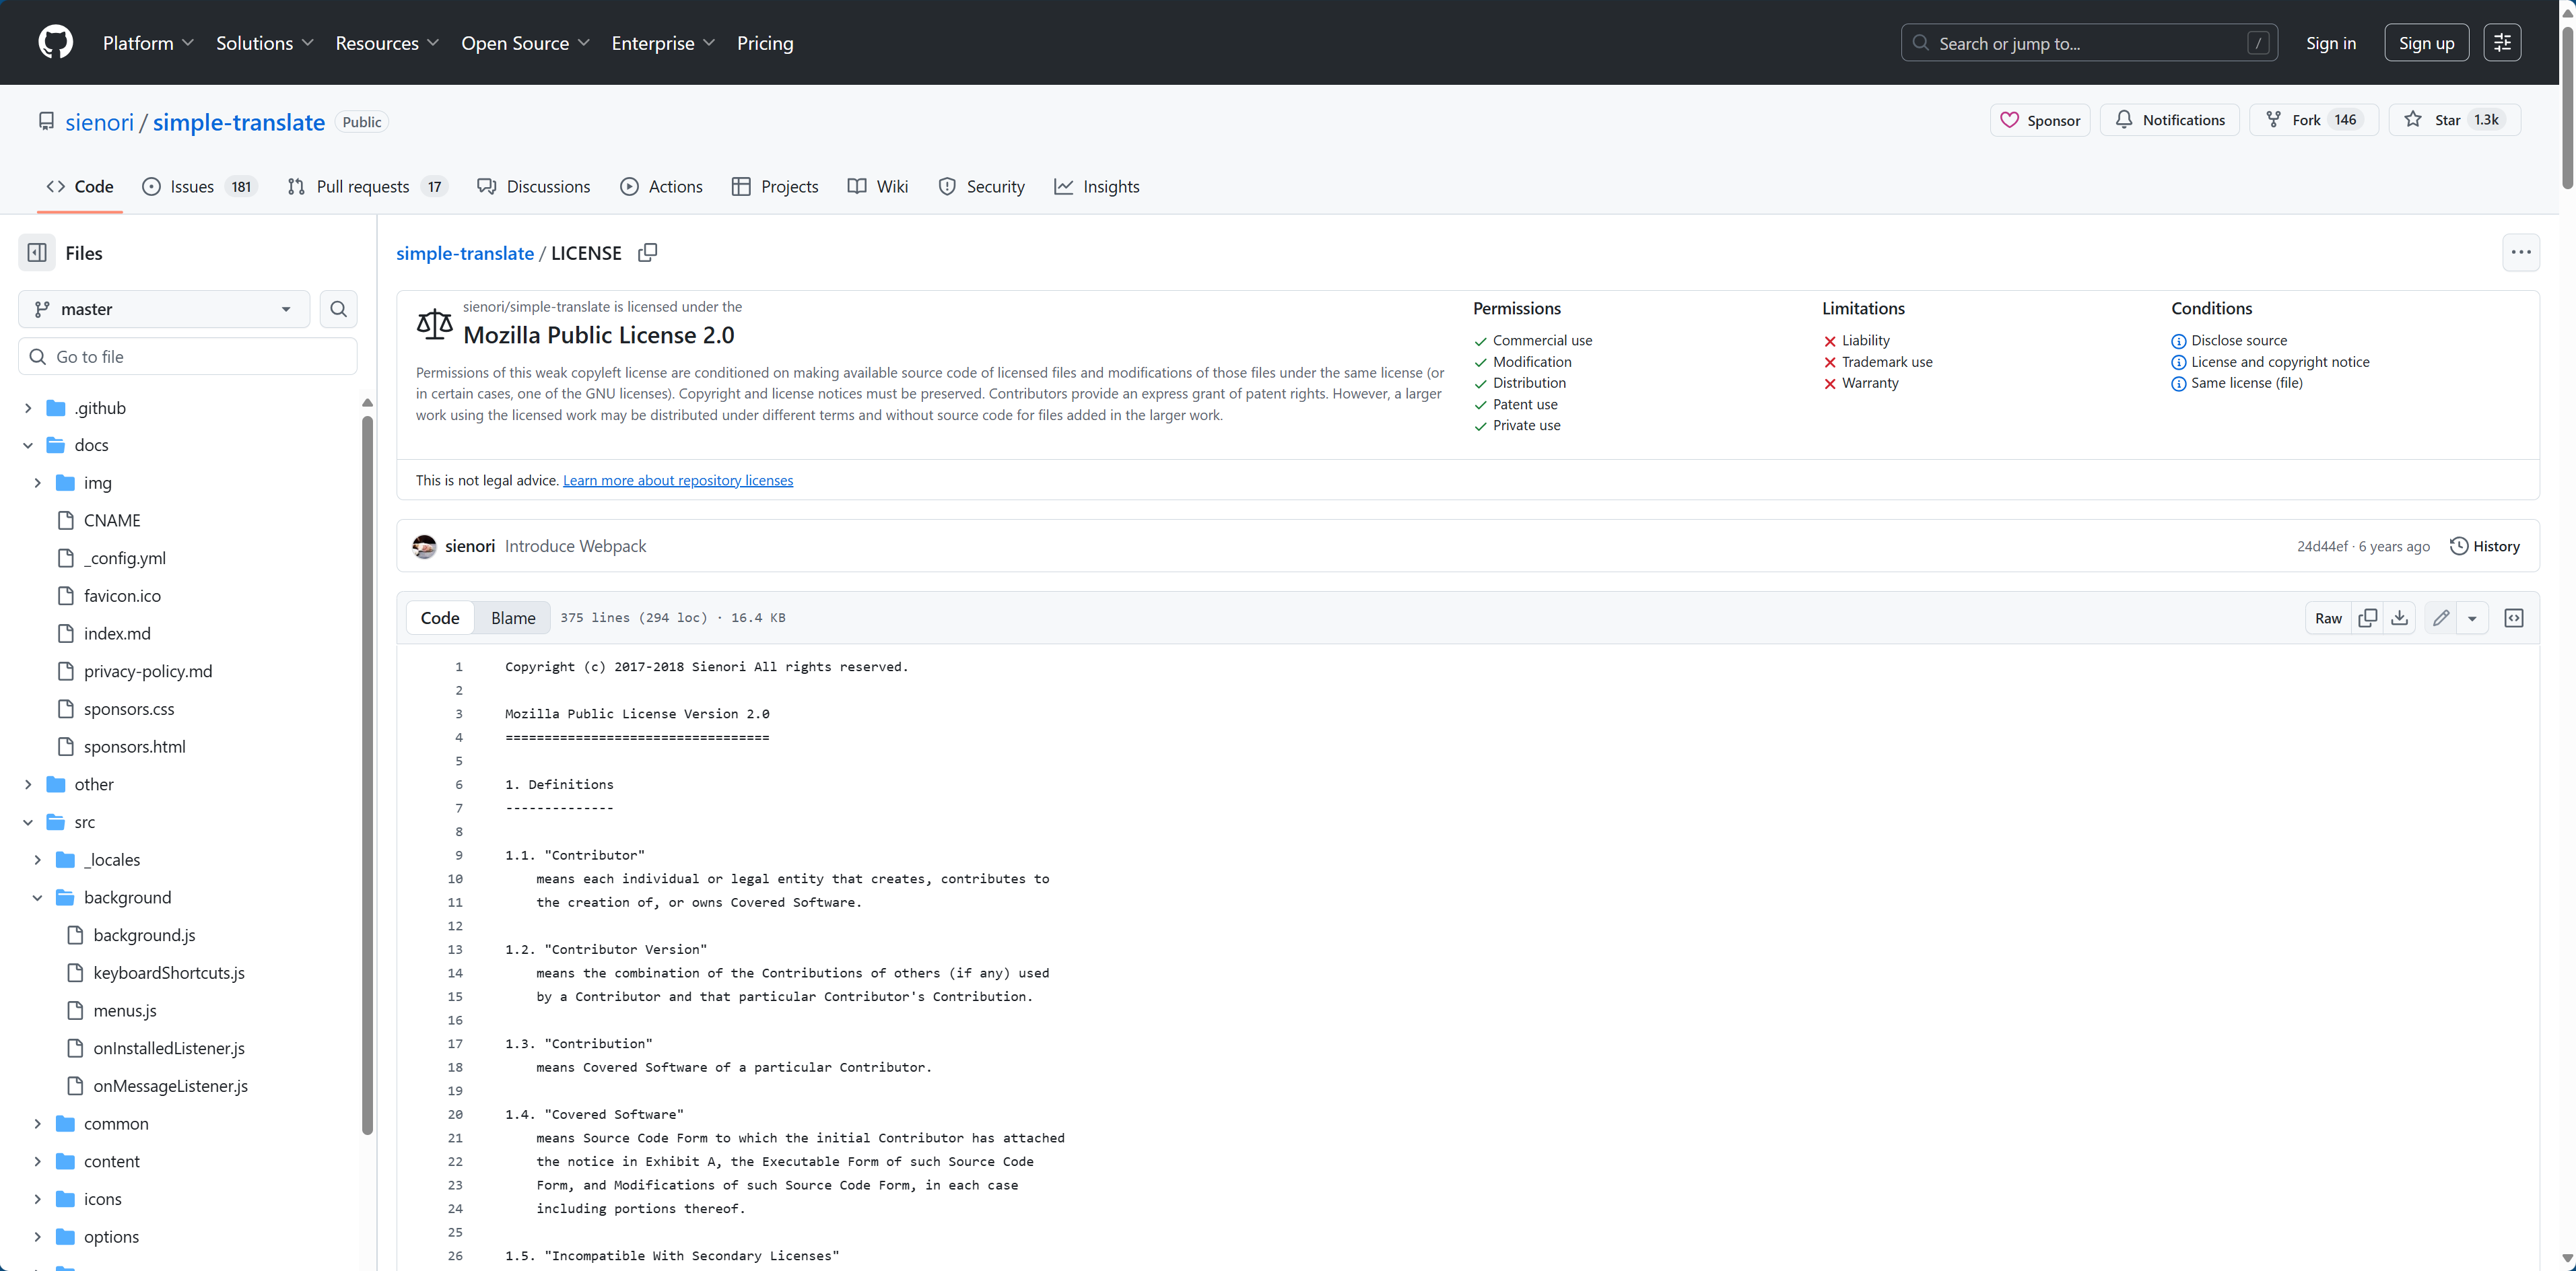 Platform Solutions Resources Open Source Enterprise Pricing Search or jump to... / Sign in Sign up
sienori / simple-translate Public Sponsor Notifications Fork 146 Star 1.3k
Code Issues 181 Pull requests 17 Discussions Actions Projects Wiki Security Insights
Files
master
Go to file
.github
docs
img
CNAME
_config.yml
favicon.ico
index.md
privacy-policy.md
sponsors.css
sponsors.html
other
src
_locales
background
background.js
keyboardShortcuts.js
menus.js
onInstalledListener.js
onMessageListener.js
common
content
icons
options
simple-translate / LICENSE
sienori/simple-translate is licensed under the
Mozilla Public License 2.0
Permissions of this weak copyleft license are conditioned on making available source code of licensed files and modifications of those files under the same license (or
in certain cases, one of the GNU licenses). Copyright and license notices must be preserved. Contributors provide an express grant of patent rights. However, a larger
work using the licensed work may be distributed under different terms and without source code for files added in the larger work.
Permissions
Commercial use
Modification
Distribution
Patent use
Private use
Limitations
Liability
Trademark use
Warranty
Conditions
Disclose source
License and copyright notice
Same license (file)
This is not legal advice. Learn more about repository licenses
sienori Introduce Webpack 24d44ef · 6 years ago History
Code Blame 375 lines (294 loc) · 16.4 KB Raw
1 Copyright (c) 2017-2018 Sienori All rights reserved.
2
3 Mozilla Public License Version 2.0
4 ==================================
5
6 1. Definitions
7 --------------
8
9 1.1. "Contributor"
10 means each individual or legal entity that creates, contributes to
11 the creation of, or owns Covered Software.
12
13 1.2. "Contributor Version"
14 means the combination of the Contributions of others (if any) used
15 by a Contributor and that particular Contributor's Contribution.
16
17 1.3. "Contribution"
18 means Covered Software of a particular Contributor.
19
20 1.4. "Covered Software"
21 means Source Code Form to which the initial Contributor has attached
22 the notice in Exhibit A, the Executable Form of such Source Code
23 Form, and Modifications of such Source Code Form, in each case
24 including portions thereof.
25
26 1.5. "Incompatible With Secondary Licenses"